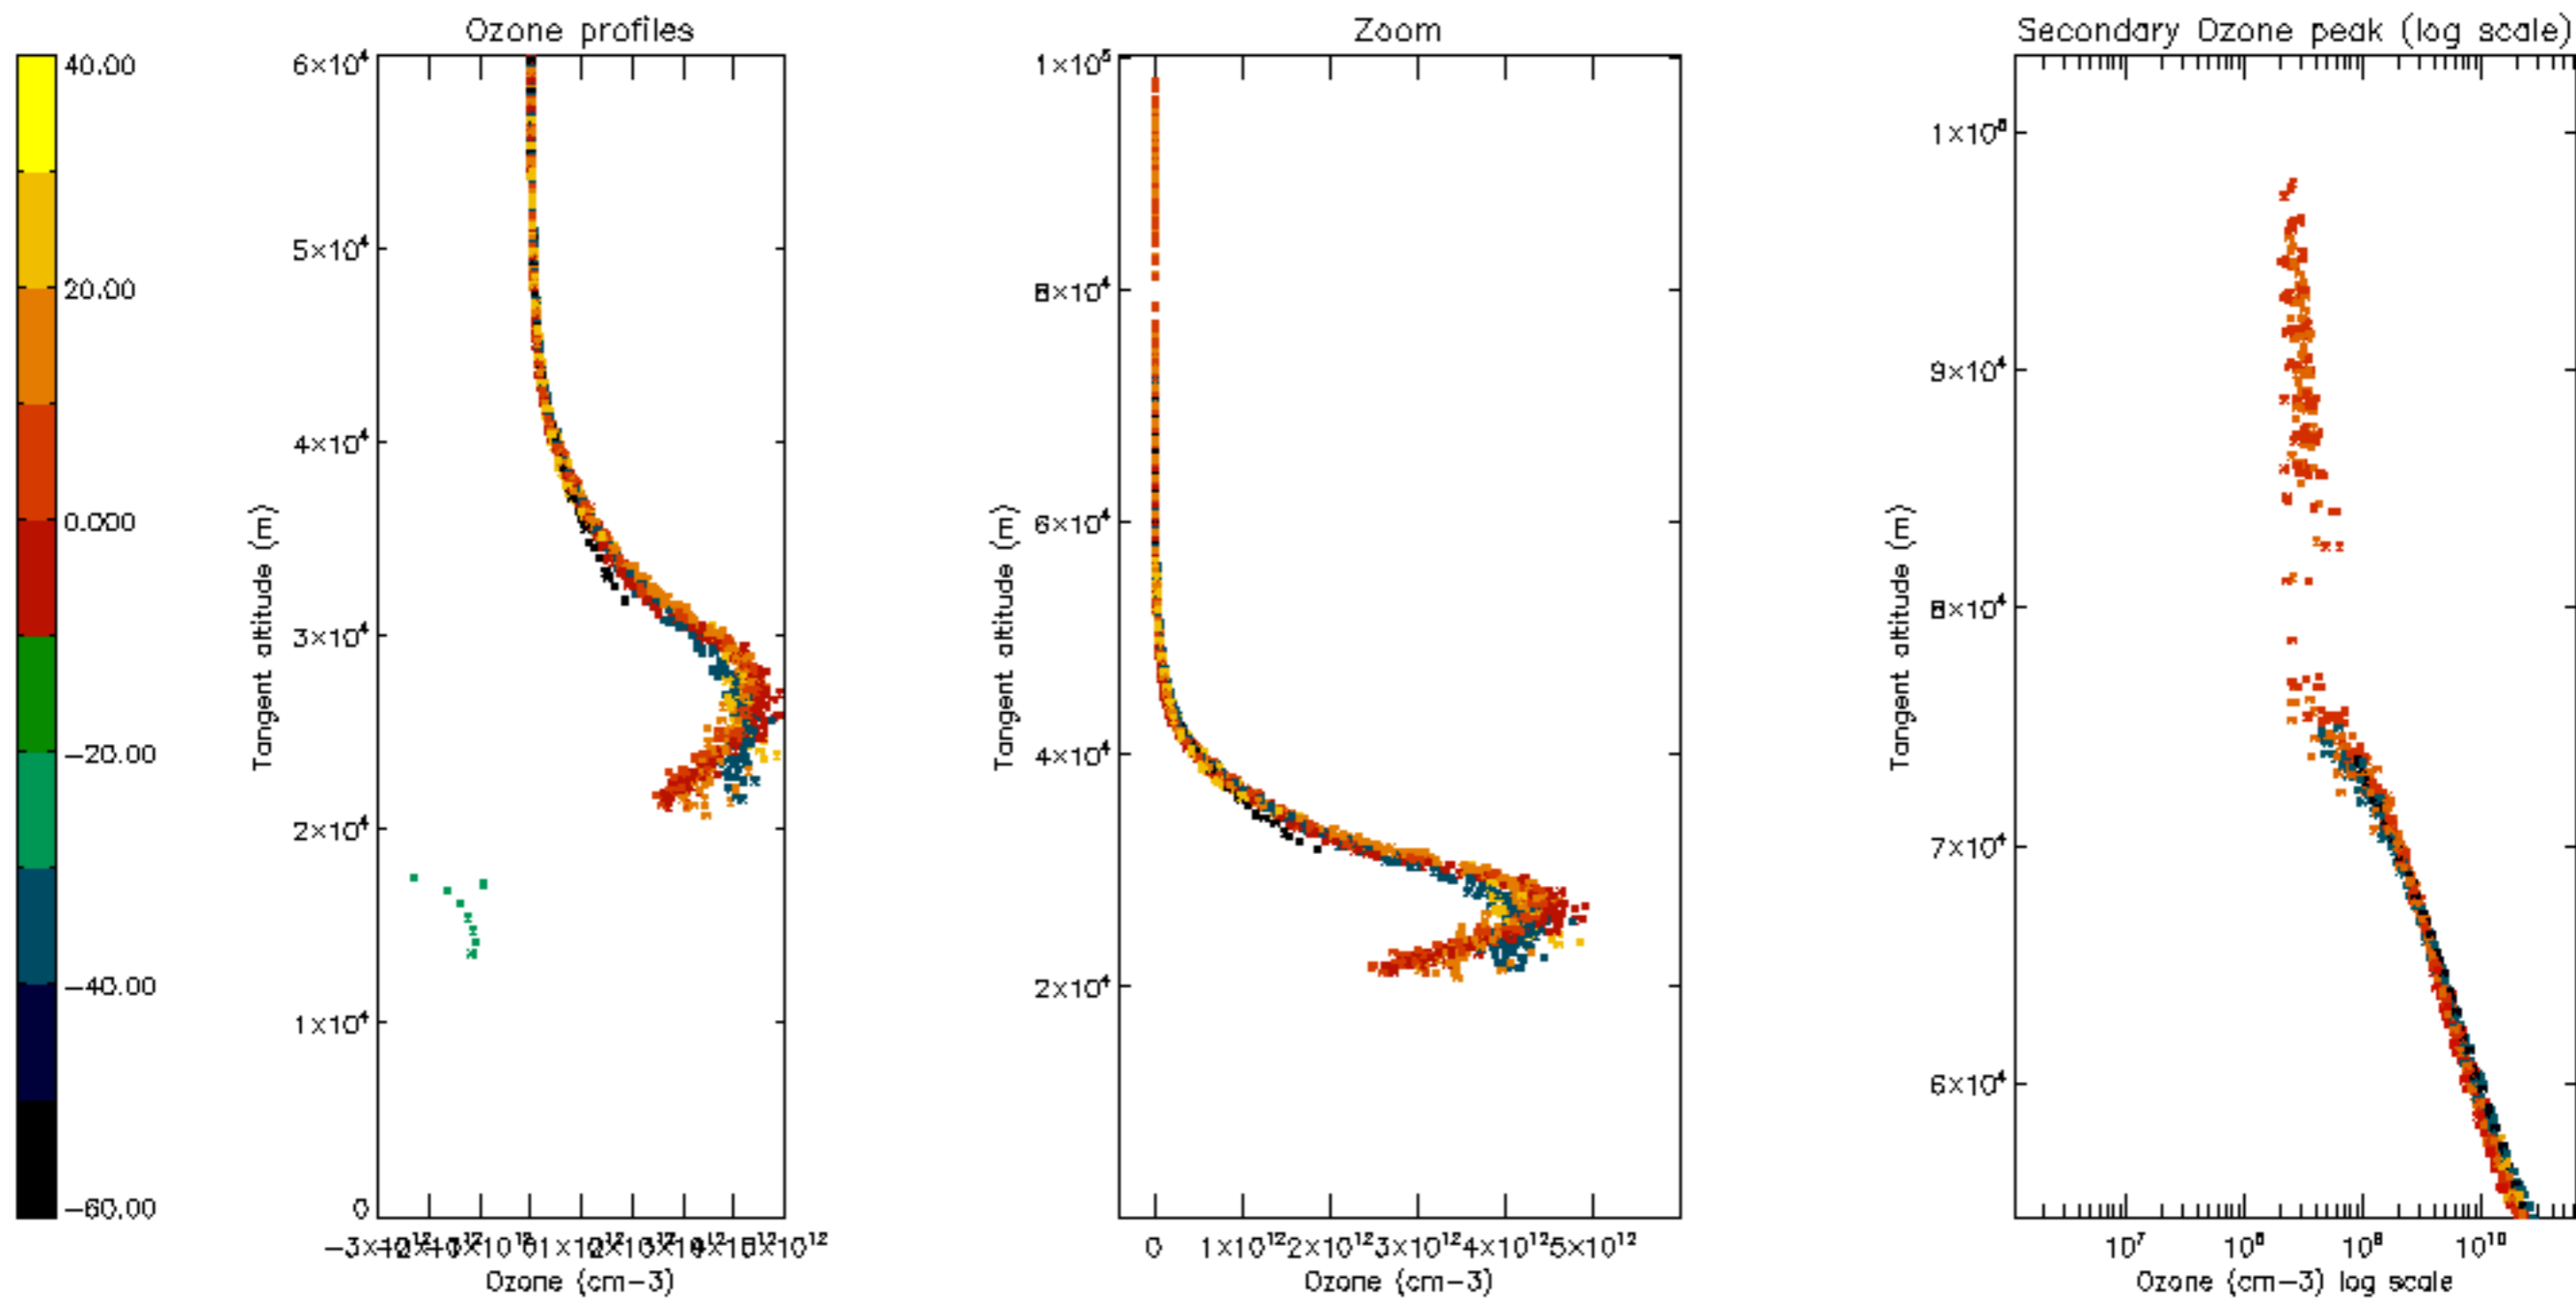 Ozone profiles
Zoom
Secondary Ozone peak (log scale)
40.00
20.00
0.000
−20.00
−40.00
−60.00
Tangent altitude (m)
6×10⁴
5×10⁴
4×10⁴
3×10⁴
2×10⁴
1×10⁴
0
Ozone (cm−3)
Tangent altitude (m)
1×10⁵
8×10⁴
6×10⁴
4×10⁴
2×10⁴
0 1×10¹² 2×10¹² 3×10¹² 4×10¹² 5×10¹²
Ozone (cm−3)
Tangent altitude (m)
9×10⁴
8×10⁴
7×10⁴
6×10⁴
10⁷ 10⁸ 10⁹ 10¹⁰
Ozone (cm−3) log scale